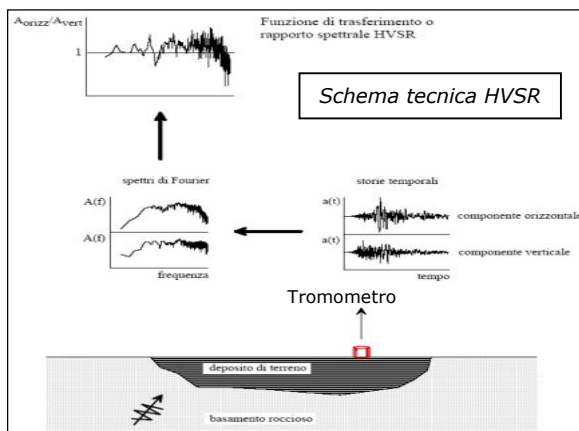 Aorizz/Avert
Funzione di trasferimento o
rapporto spettrale HVSR
1
Schema tecnica HVSR
spettri di Fourier
storie temporali
A(f)
a(t)
componente orizzontale
A(f)
a(t)
componente verticale
frequenza
tempo
Tromometro
deposito di terreno
basamento roccioso